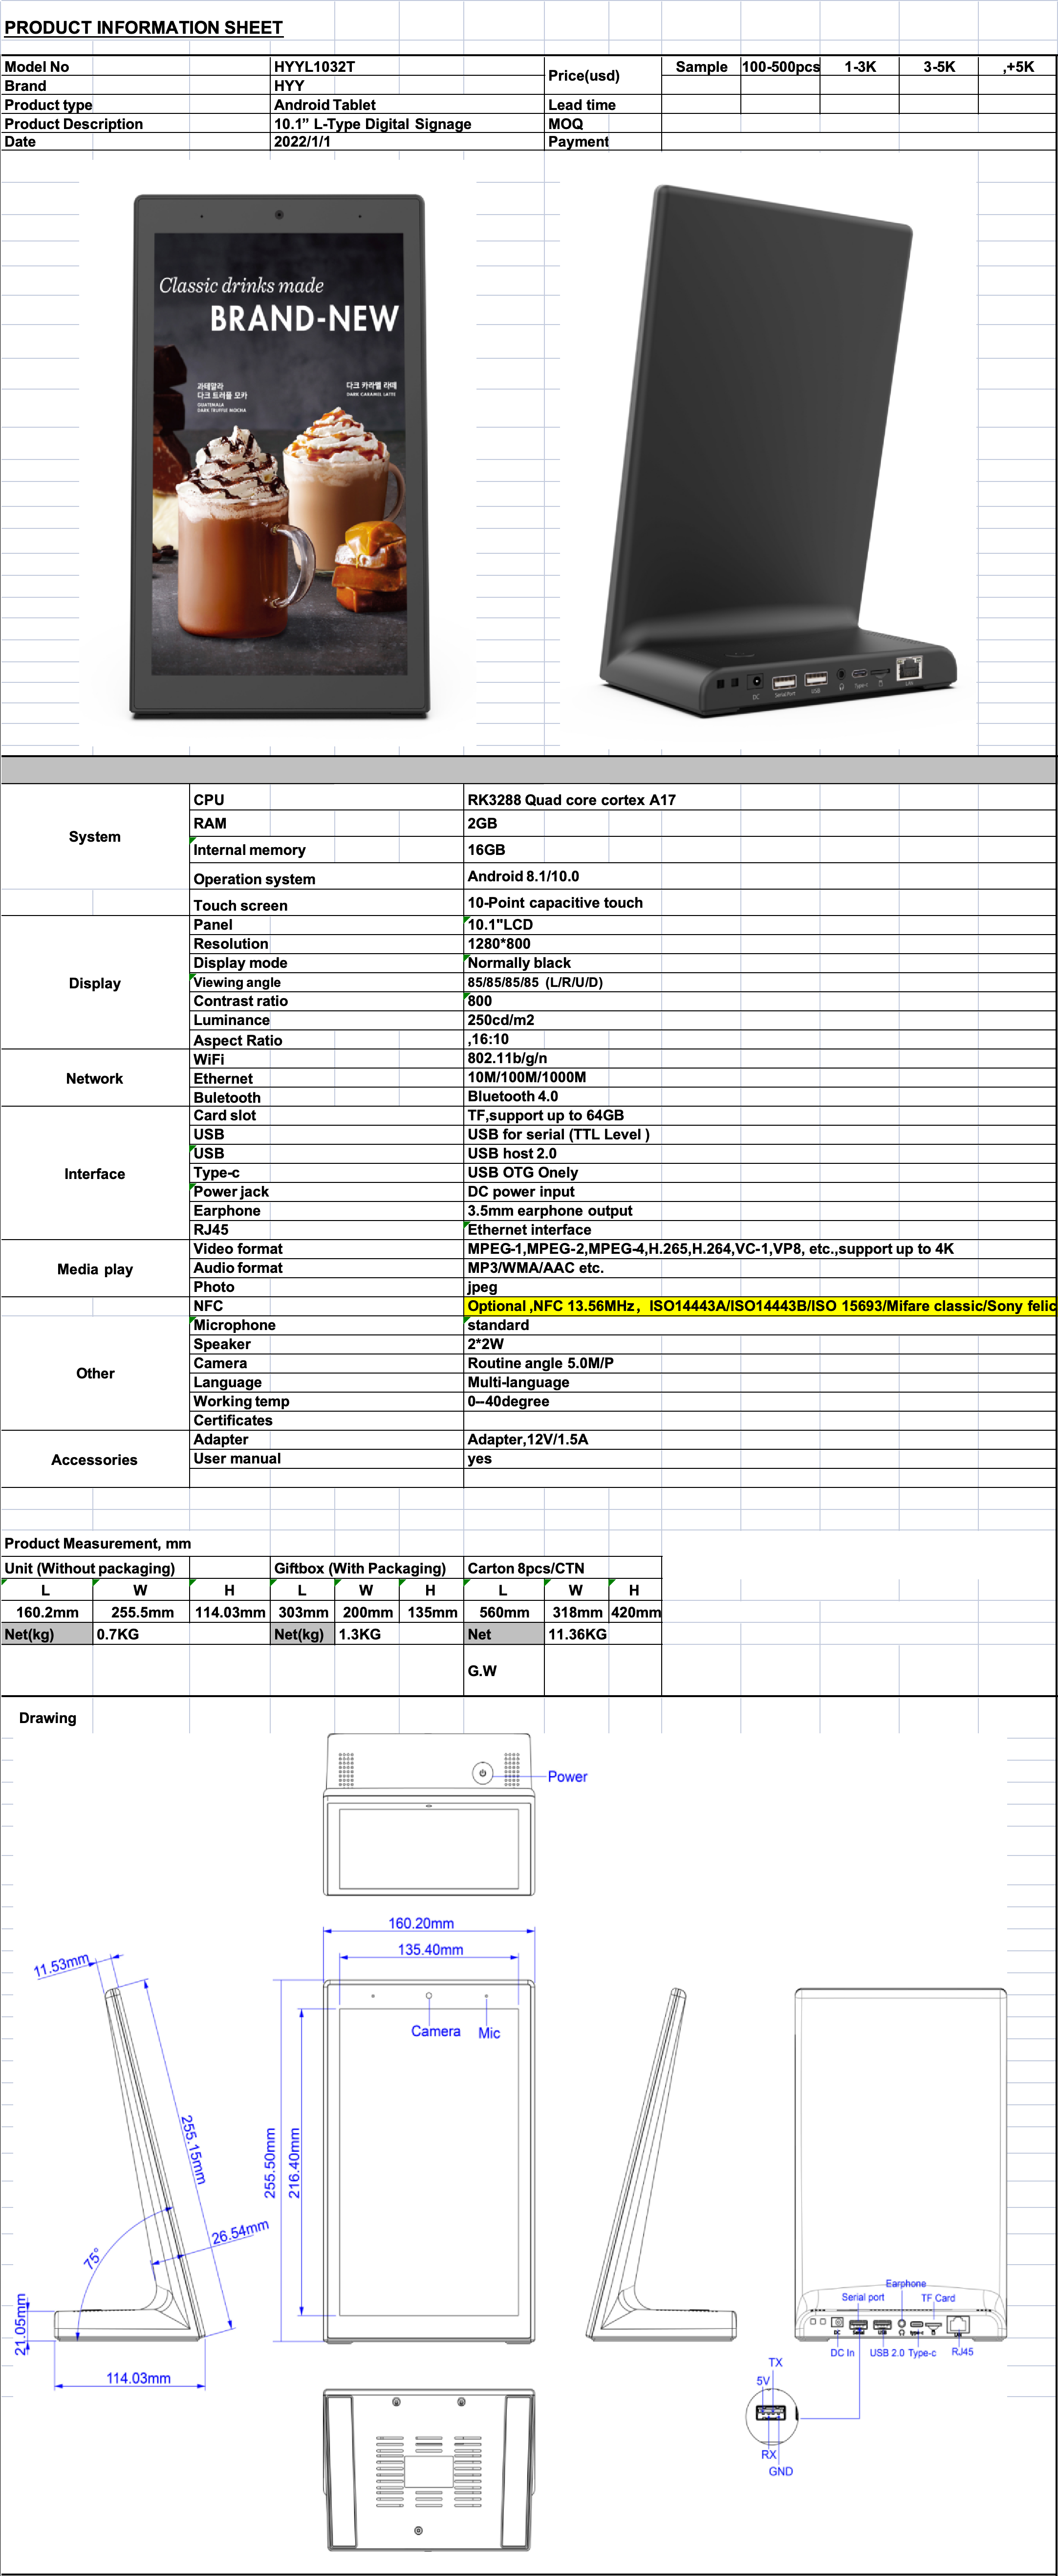 PRODUCT INFORMATION SHEET
Model No HYYL1032T Price(usd) Sample 100-500pcs 1-3K 3-5K ,+5K
Brand HYY
Product type Android Tablet Lead time
Product Description 10.1” L-Type Digital Signage MOQ
Date 2022/1/1 Payment
Classic drinks made
BRAND-NEW
과테말라
다크 트러플 모카
GUATEMALA
DARK TRUFFLE MOCHA
다크 카라멜 라떼
DARK CARAMEL LATTE
DC Serial Port USB Type-c LAN
System
CPU RK3288 Quad core cortex A17
RAM 2GB
Internal memory 16GB
Operation system Android 8.1/10.0
Touch screen 10-Point capacitive touch
Display
Panel 10.1"LCD
Resolution 1280*800
Display mode Normally black
Viewing angle 85/85/85/85 (L/R/U/D)
Contrast ratio 800
Luminance 250cd/m2
Aspect Ratio ,16:10
Network
WiFi 802.11b/g/n
Ethernet 10M/100M/1000M
Buletooth Bluetooth 4.0
Interface
Card slot TF,support up to 64GB
USB USB for serial (TTL Level )
USB USB host 2.0
Type-c USB OTG Onely
Power jack DC power input
Earphone 3.5mm earphone output
RJ45 Ethernet interface
Media play
Video format MPEG-1,MPEG-2,MPEG-4,H.265,H.264,VC-1,VP8, etc.,support up to 4K
Audio format MP3/WMA/AAC etc.
Photo jpeg
Other
NFC Optional ,NFC 13.56MHz，ISO14443A/ISO14443B/ISO 15693/Mifare classic/Sony felic
Microphone standard
Speaker 2*2W
Camera Routine angle 5.0M/P
Language Multi-language
Working temp 0--40degree
Certificates
Accessories
Adapter Adapter,12V/1.5A
User manual yes
Product Measurement, mm
Unit (Without packaging) Giftbox (With Packaging) Carton 8pcs/CTN
L W H L W H L W H
160.2mm 255.5mm 114.03mm 303mm 200mm 135mm 560mm 318mm 420mm
Net(kg) 0.7KG Net(kg) 1.3KG Net 11.36KG
G.W
Drawing
Power
160.20mm
135.40mm
11.53mm
Camera Mic
255.15mm
255.50mm
216.40mm
26.54mm
75°
21.05mm
114.03mm
Earphone
Serial port TF Card
DC In USB 2.0 Type-c RJ45
TX
5V
RX
GND